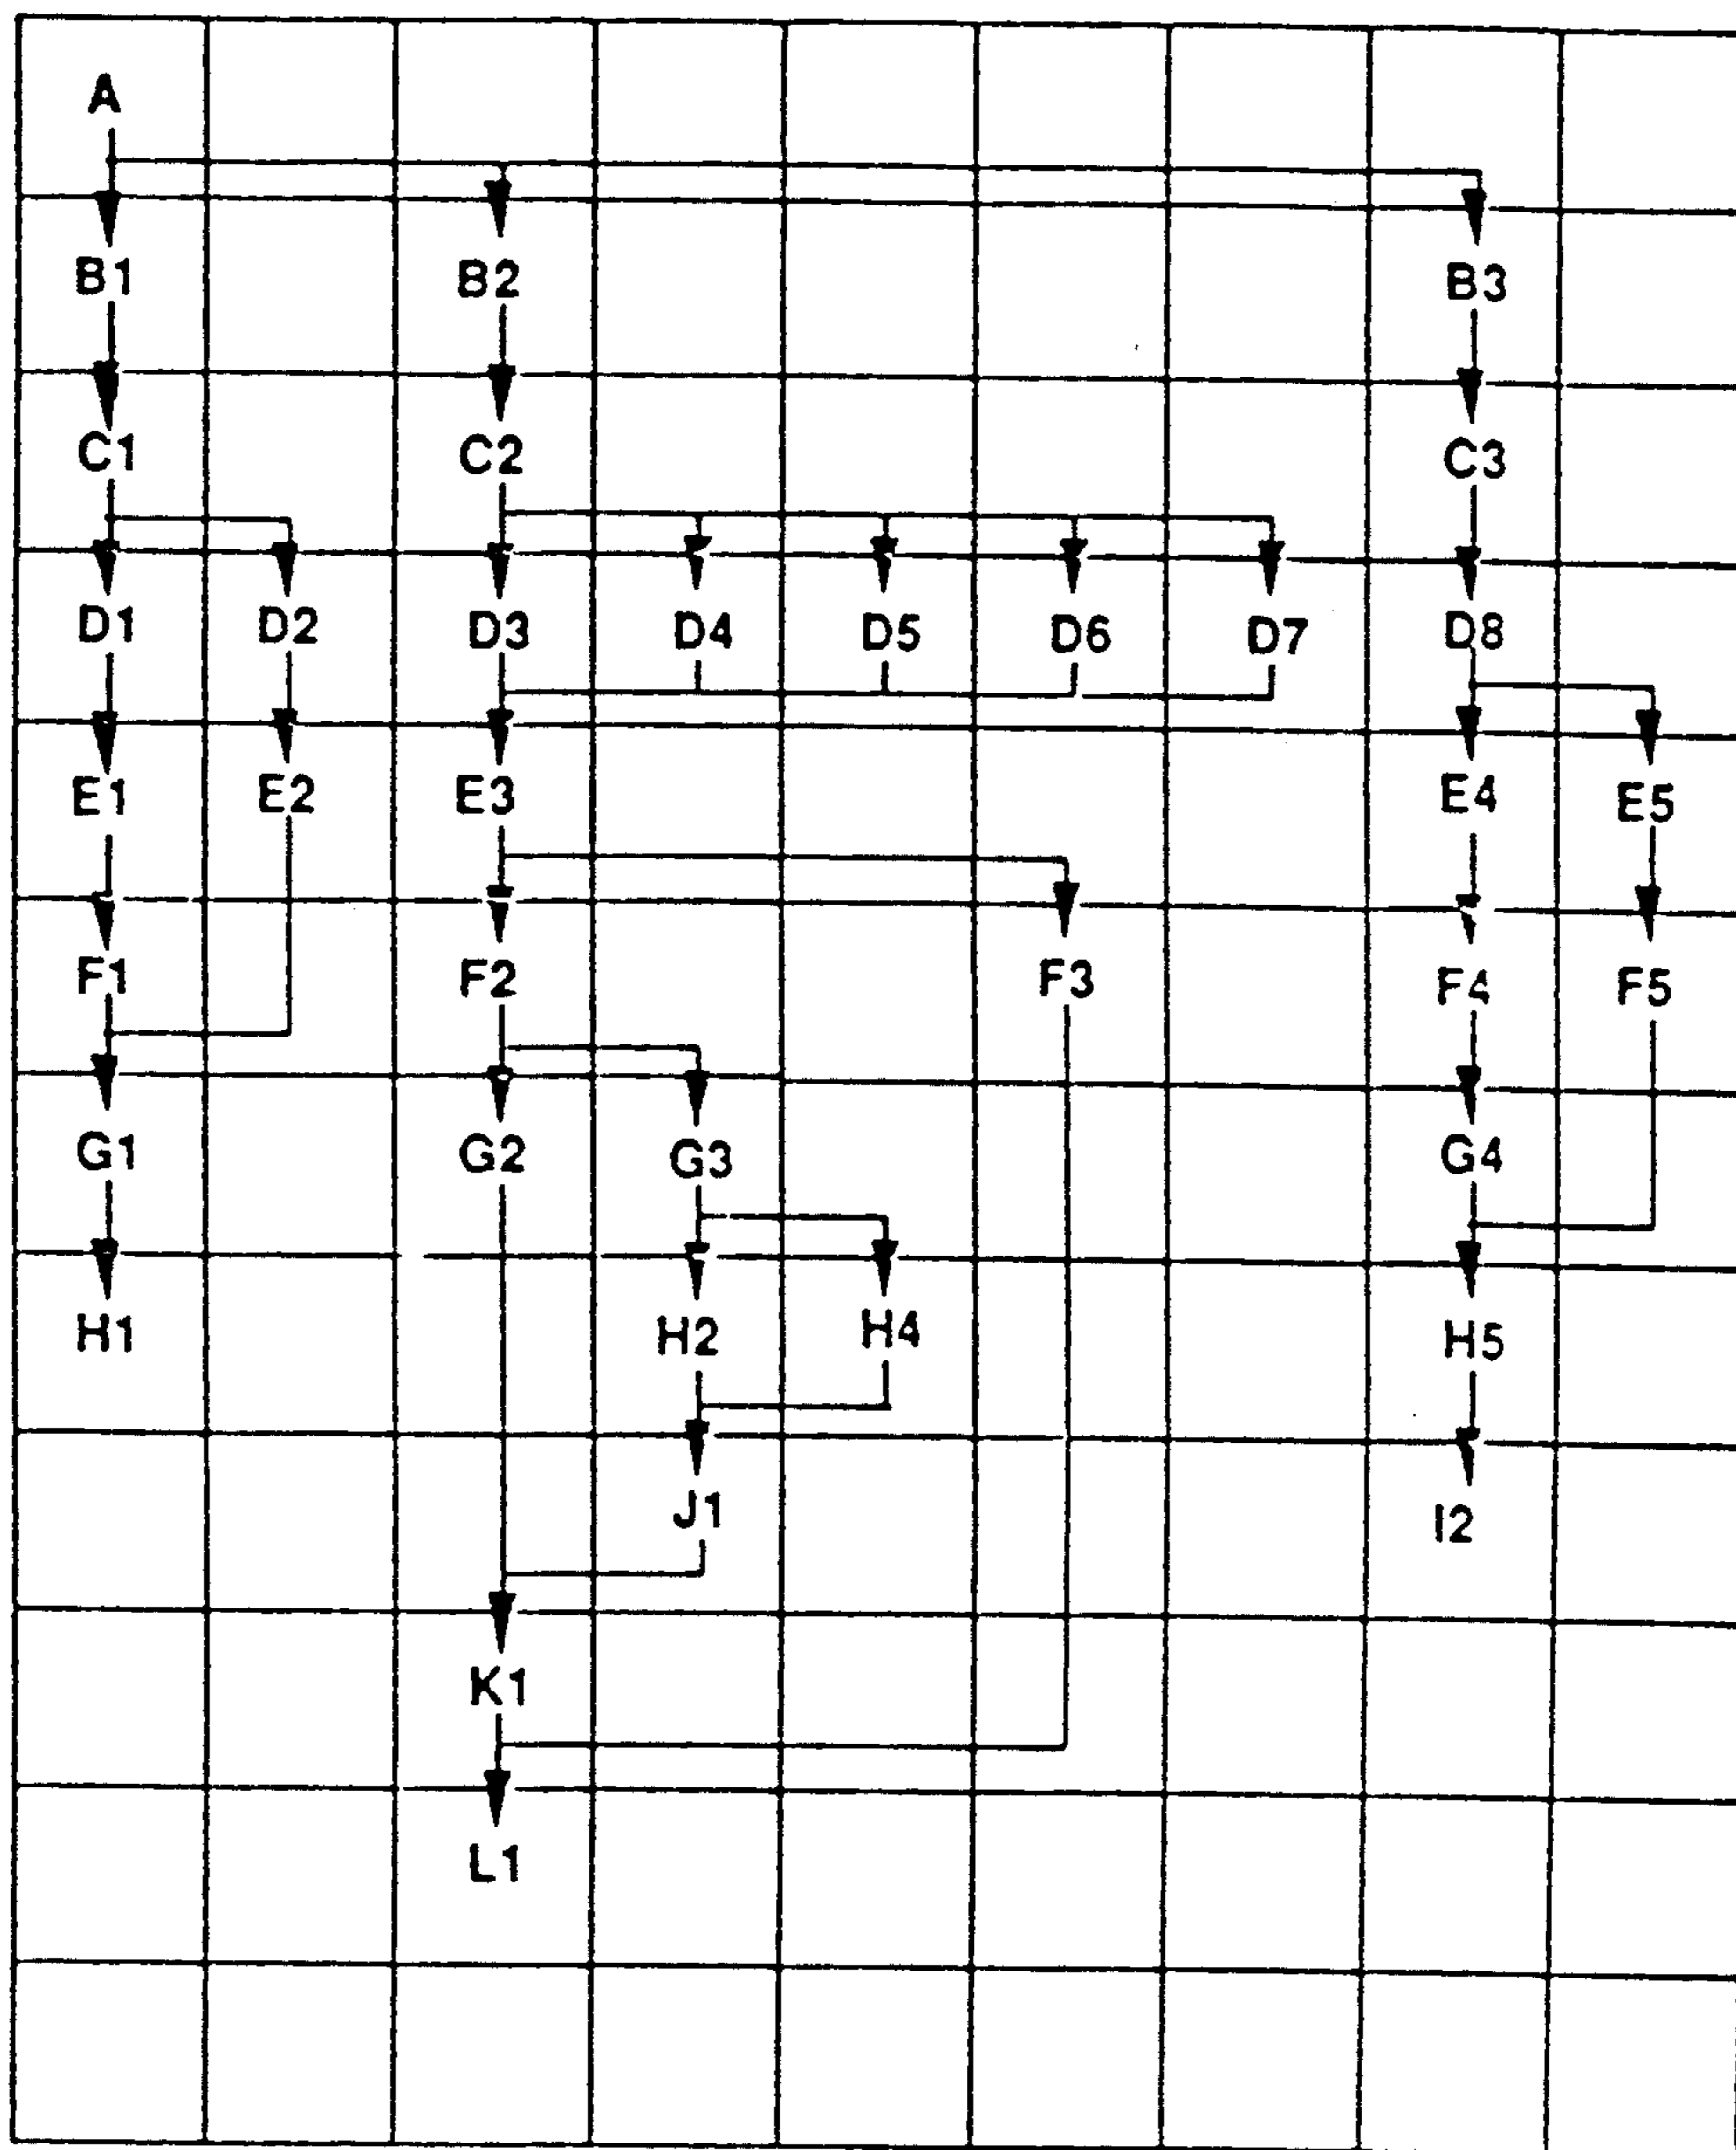 A
B1 B2 B3
C1 C2 C3
D1 D2 D3 D4 D5 D6 D7 D8
E1 E2 E3 E4 E5
F1 F2 F3 F4 F5
G1 G2 G3 G4
H1 H2 H4 H5
J1 I2
K1
L1